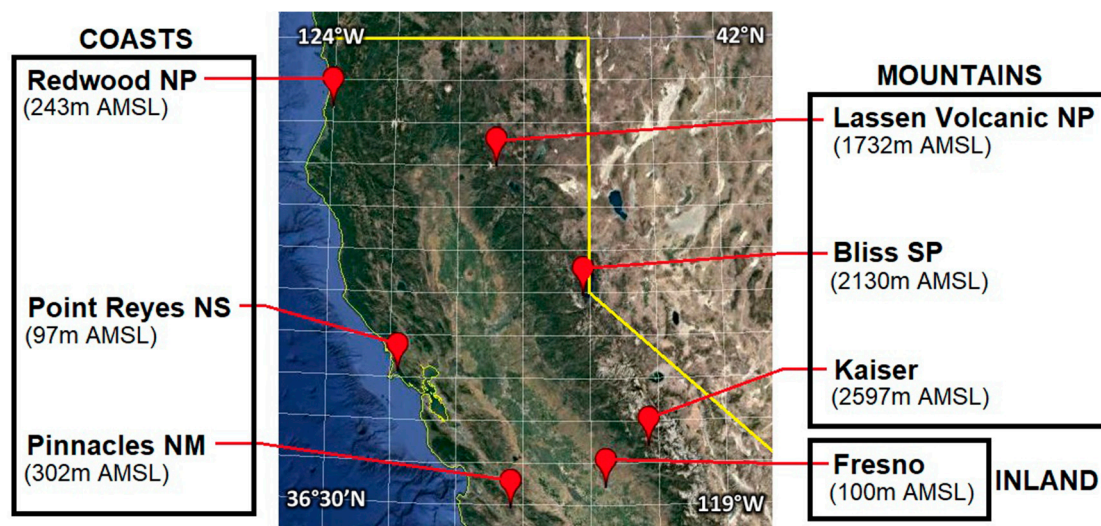 COASTS
Redwood NP
(243m AMSL)
Point Reyes NS
(97m AMSL)
Pinnacles NM
(302m AMSL)
124°W
42°N
36°30’N
119°W
MOUNTAINS
Lassen Volcanic NP
(1732m AMSL)
Bliss SP
(2130m AMSL)
Kaiser
(2597m AMSL)
Fresno
(100m AMSL)
INLAND